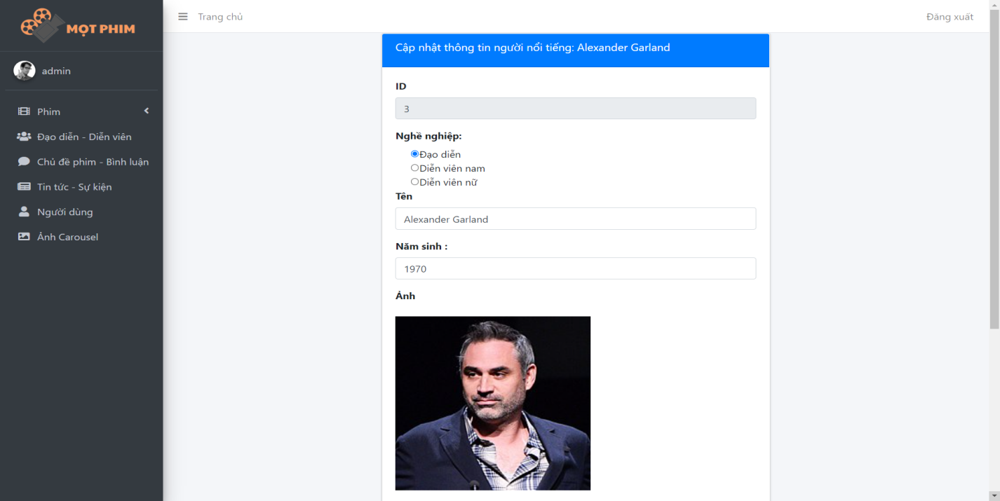 MỌT PHIM
Trang chủ
Đăng xuất
admin
Phim
Đạo diễn - Diễn viên
Chủ đề phim - Bình luận
Tin tức - Sự kiện
Người dùng
Ảnh Carousel
Cập nhật thông tin người nổi tiếng: Alexander Garland
ID
3
Nghề nghiệp:
Đạo diễn
Diễn viên nam
Diễn viên nữ
Tên
Alexander Garland
Năm sinh :
1970
Ảnh